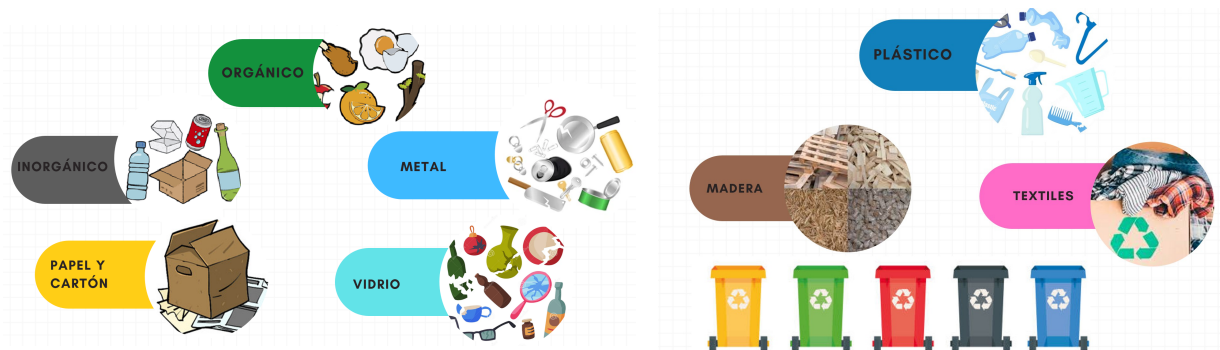 ORGÁNICO
INORGÁNICO
METAL
PAPEL Y
CARTÓN
VIDRIO
PLÁSTICO
MADERA
TEXTILES